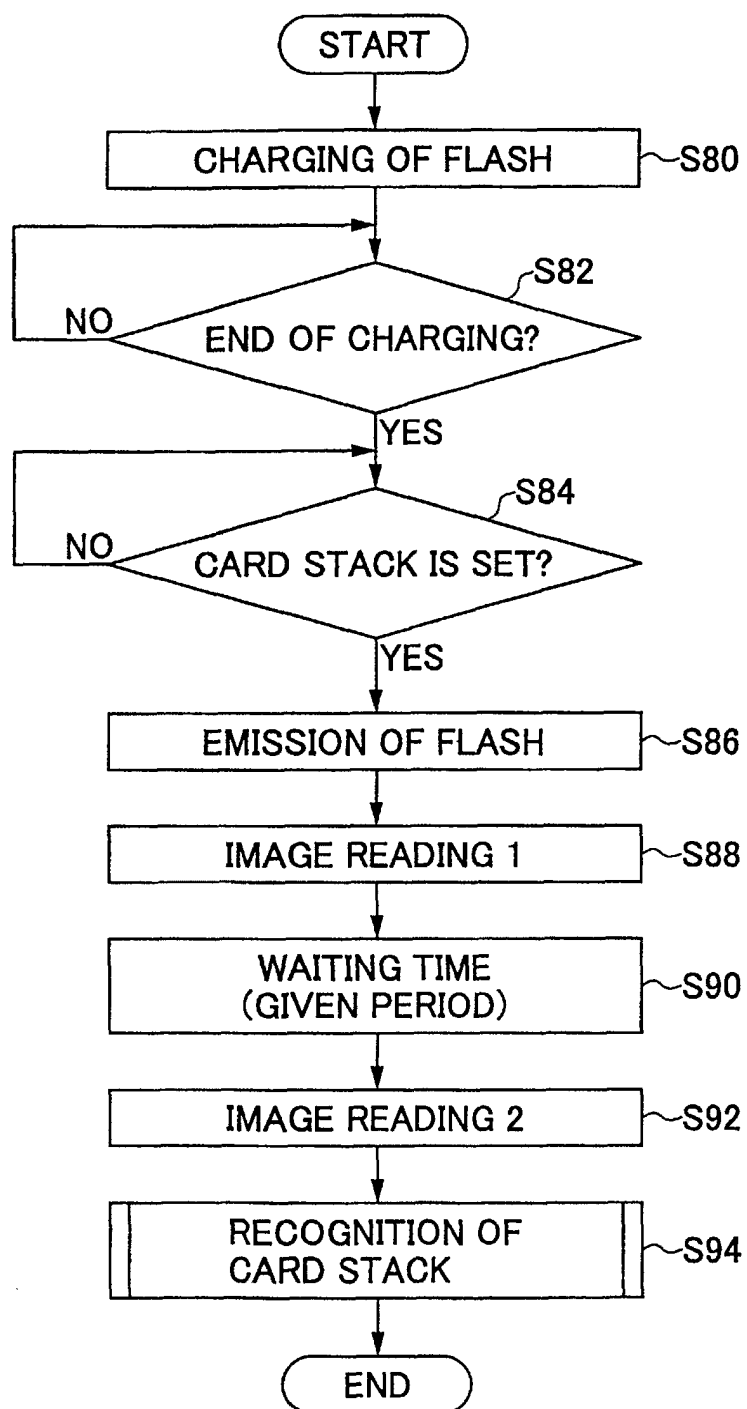 START
CHARGING OF FLASH
S80
S82
NO
END OF CHARGING?
YES
S84
NO
CARD STACK IS SET?
YES
EMISSION OF FLASH
S86
IMAGE READING 1
S88
WAITING TIME
(GIVEN PERIOD)
S90
IMAGE READING 2
S92
RECOGNITION OF
CARD STACK
S94
END